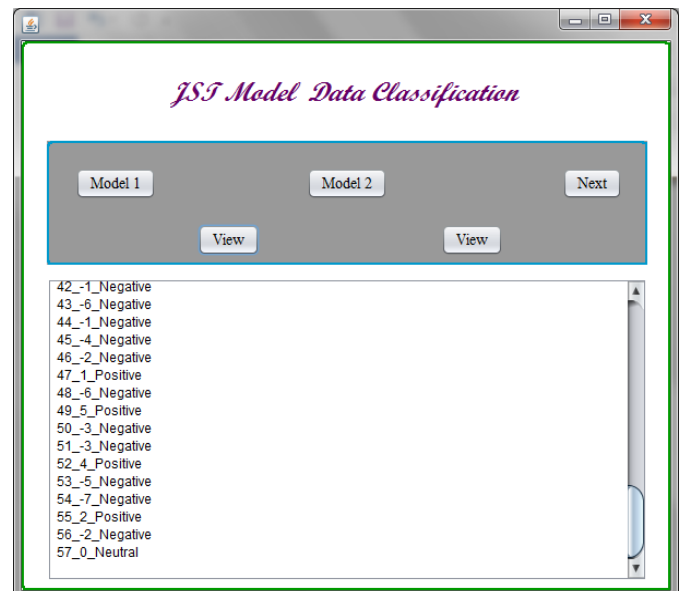 JST Model Data Classification
Model 1 Model 2 Next
View View
42_-1_Negative
43_-6_Negative
44_-1_Negative
45_-4_Negative
46_-2_Negative
47_1_Positive
48_-6_Negative
49_5_Positive
50_-3_Negative
51_-3_Negative
52_4_Positive
53_-5_Negative
54_-7_Negative
55_2_Positive
56_-2_Negative
57_0_Neutral